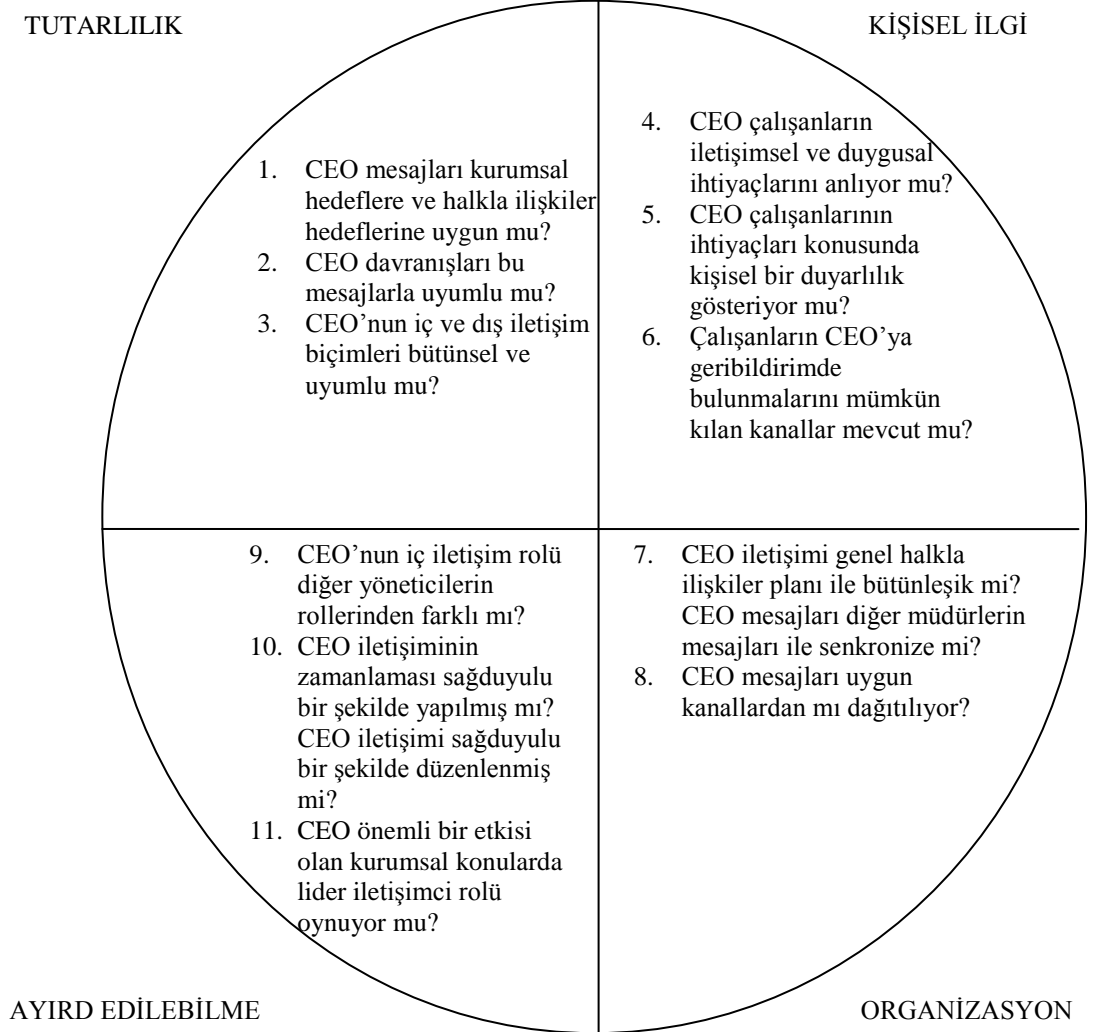 TUTARLILIK
KİŞİSEL İLGİ
1. CEO mesajları kurumsal
hedeflere ve halkla ilişkiler
hedeflerine uygun mu?
2. CEO davranışları bu
mesajlarla uyumlu mu?
3. CEO’nun iç ve dış iletişim
biçimleri bütünsel ve
uyumlu mu?
4. CEO çalışanların
iletişimsel ve duygusal
ihtiyaçlarını anlıyor mu?
5. CEO çalışanlarının
ihtiyaçları konusunda
kişisel bir duyarlılık
gösteriyor mu?
6. Çalışanların CEO’ya
geribildirimde
bulunmalarını mümkün
kılan kanallar mevcut mu?
9. CEO’nun iç iletişim rolü
diğer yöneticilerin
rollerinden farklı mı?
10. CEO iletişiminin
zamanlaması sağduyulu
bir şekilde yapılmış mı?
CEO iletişimi sağduyulu
bir şekilde düzenlenmiş
mi?
11. CEO önemli bir etkisi
olan kurumsal konularda
lider iletişimci rolü
oynuyor mu?
7. CEO iletişimi genel halkla
ilişkiler planı ile bütünleşik mi?
CEO mesajları diğer müdürlerin
mesajları ile senkronize mi?
8. CEO mesajları uygun
kanallardan mı dağıtılıyor?
AYIRD EDİLEBİLME
ORGANİZASYON